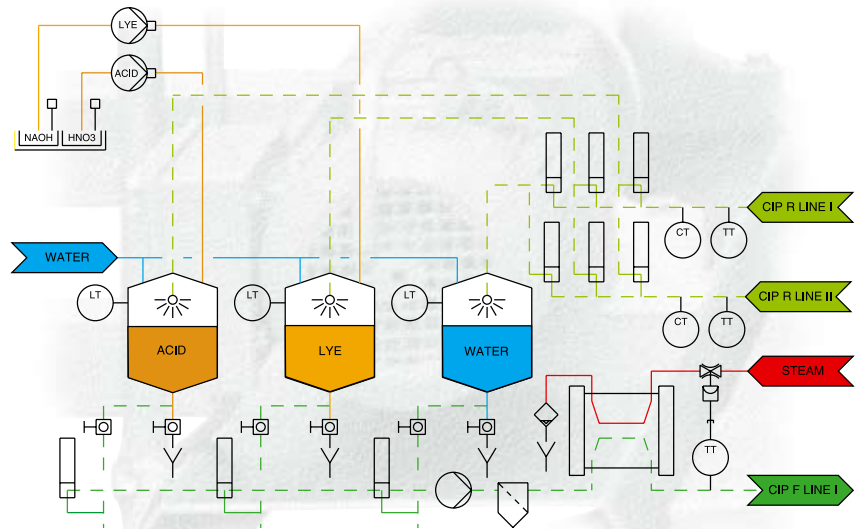 LYE
ACID
NAOH
HNO3
CIP R LINE I
CT
TT
WATER
LT
LT
LT
CIP R LINE II
CT
TT
ACID
LYE
WATER
STEAM
TT
CIP F LINE I